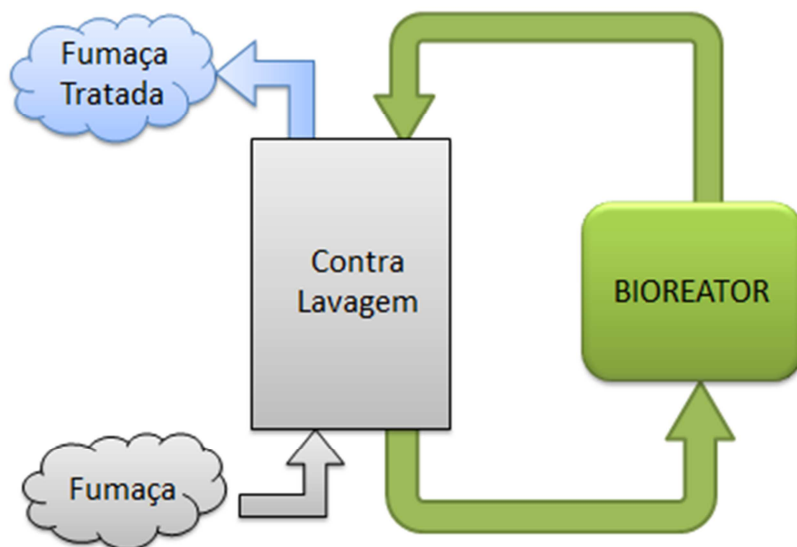 Fumaça
Tratada
Contra
Lavagem
BIOREATOR
Fumaça